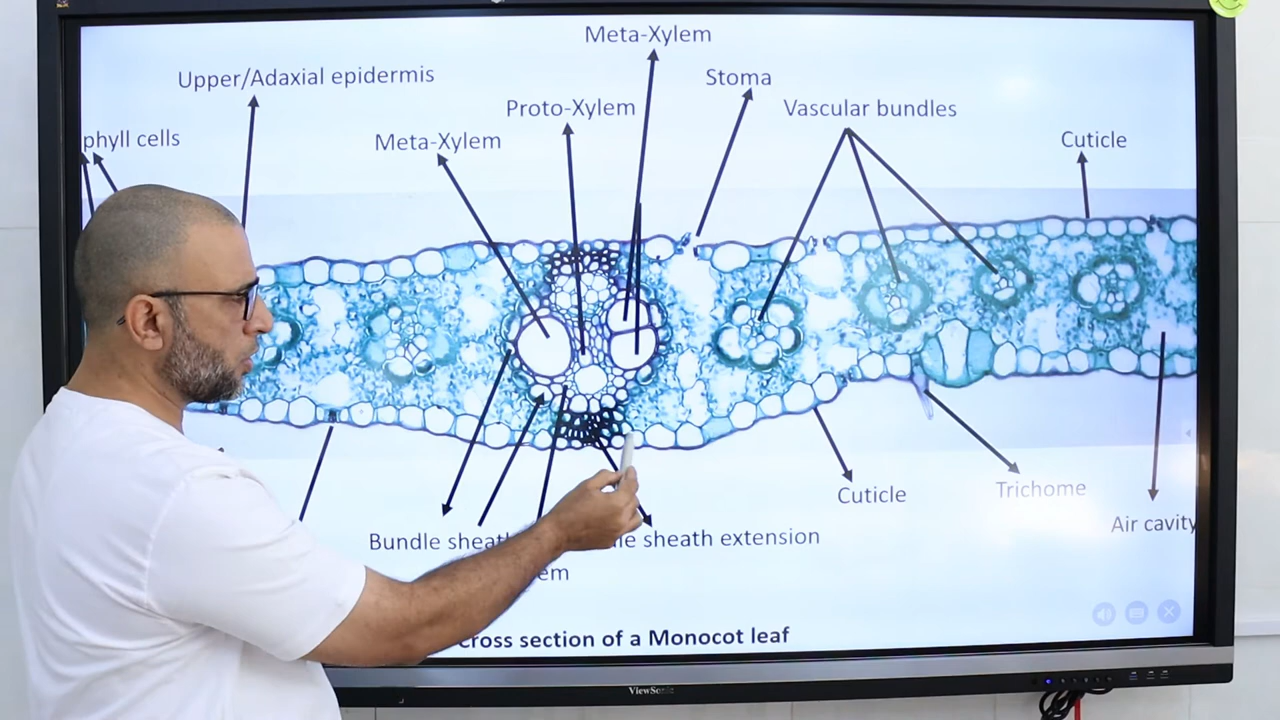 Meta-Xylem
Upper/Adaxial epidermis
Stoma
Proto-Xylem
Vascular bundles
phyll cells
Meta-Xylem
Cuticle
Cuticle
Trichome
Air cavity
Bundle sheath
le sheath extension
em
Cross section of a Monocot leaf
ViewSonic